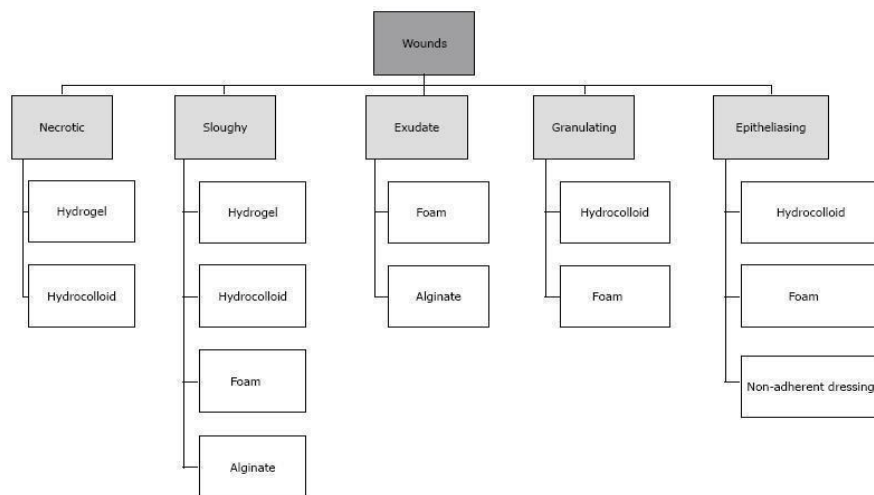 Wounds
Necrotic
Sloughy
Exudate
Granulating
Epitheliasing
Hydrogel
Hydrogel
Foam
Hydrocolloid
Hydrocolloid
Hydrocolloid
Hydrocolloid
Alginate
Foam
Foam
Foam
Non-adherent dressing
Alginate